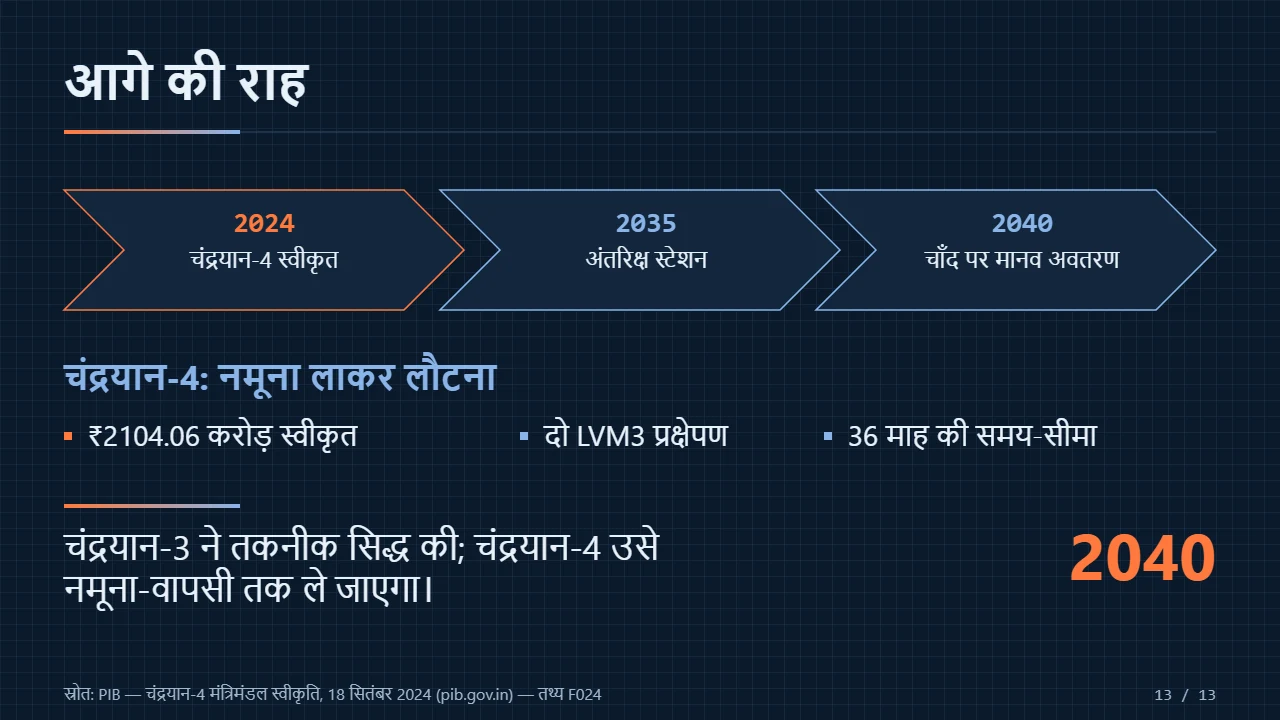 आगे की राह
2024
चंद्रयान-4 स्वीकृत
2035
अंतरिक्ष स्टेशन
2040
चाँद पर मानव अवतरण
चंद्रयान-4: नमूना लाकर लौटना
▪ ₹2104.06 करोड़ स्वीकृत
▪ दो LVM3 प्रक्षेपण
▪ 36 माह की समय-सीमा
चंद्रयान-3 ने तकनीक सिद्ध की; चंद्रयान-4 उसे
नमूना-वापसी तक ले जाएगा।
2040
स्रोत: PIB — चंद्रयान-4 मंत्रिमंडल स्वीकृति, 18 सितंबर 2024 (pib.gov.in) — तथ्य F024
13 / 13